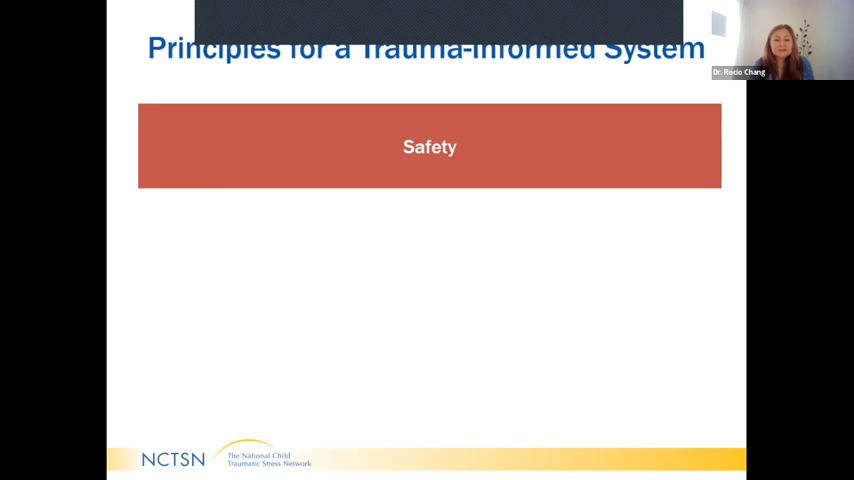 Principles for a Trauma-Informed System
Dr. Rocio Chang
Safety
NCTSN
The National Child
Traumatic Stress Network